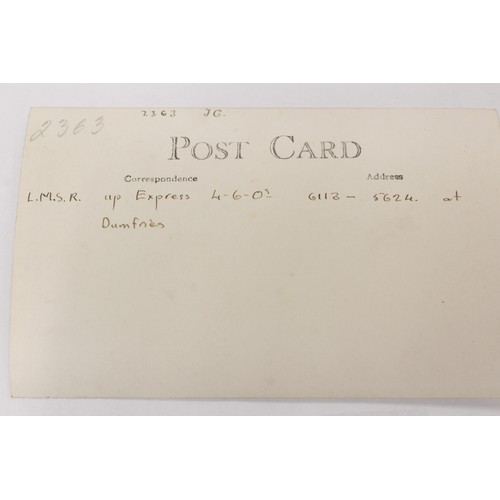 2363 JG.
2363
POST CARD
Correspondence Address
L.M.S.R. up Express 4-6-0s 6113 - 5624. at
Dumfries